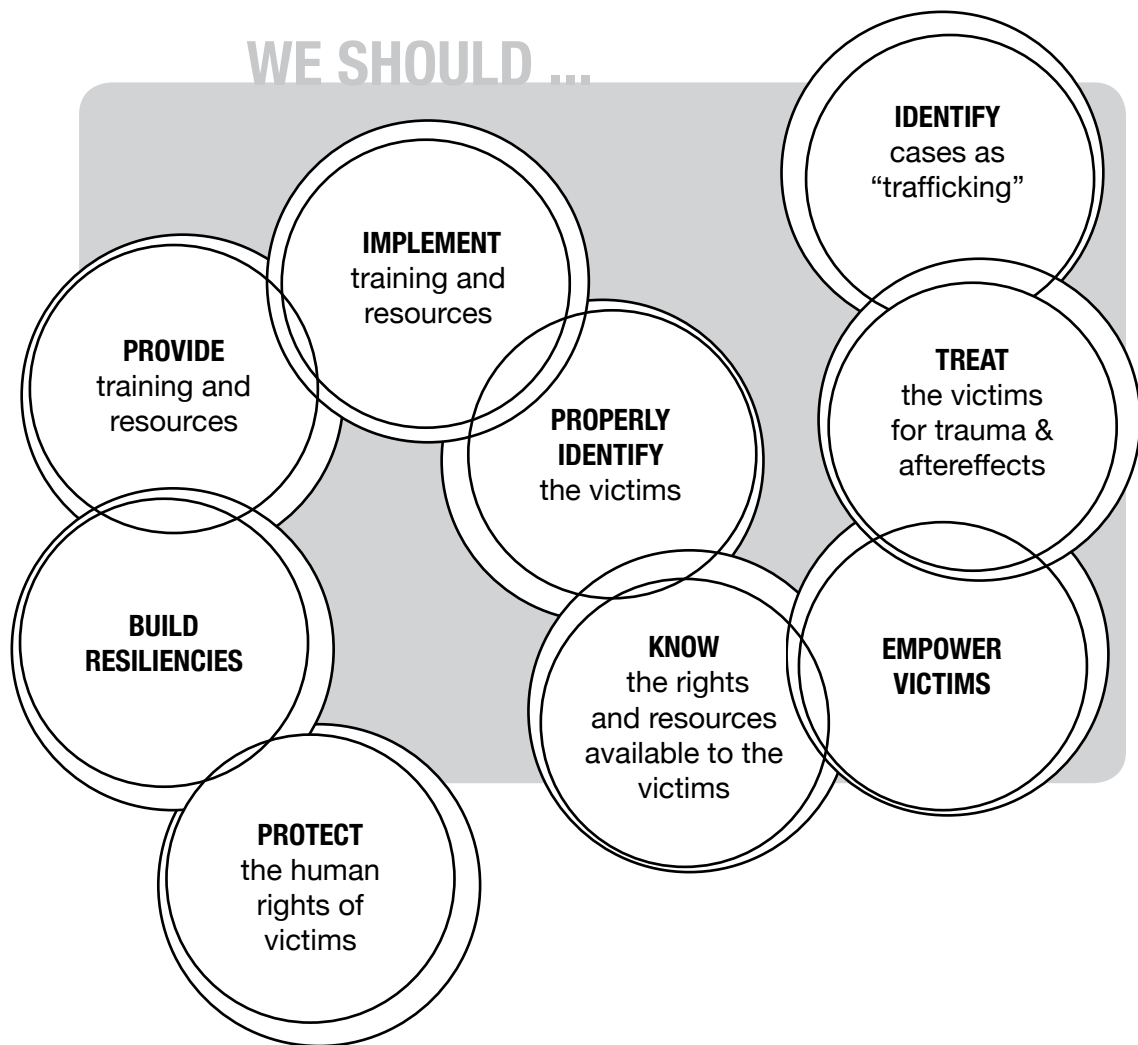 WE SHOULD ...
IDENTIFY
cases as
“trafficking”
IMPLEMENT
training and
resources
PROVIDE
training and
resources
PROPERLY
IDENTIFY
the victims
TREAT
the victims
for trauma &
aftereffects
BUILD
RESILIENCIES
KNOW
the rights
and resources
available to the
victims
EMPOWER
VICTIMS
PROTECT
the human
rights of
victims